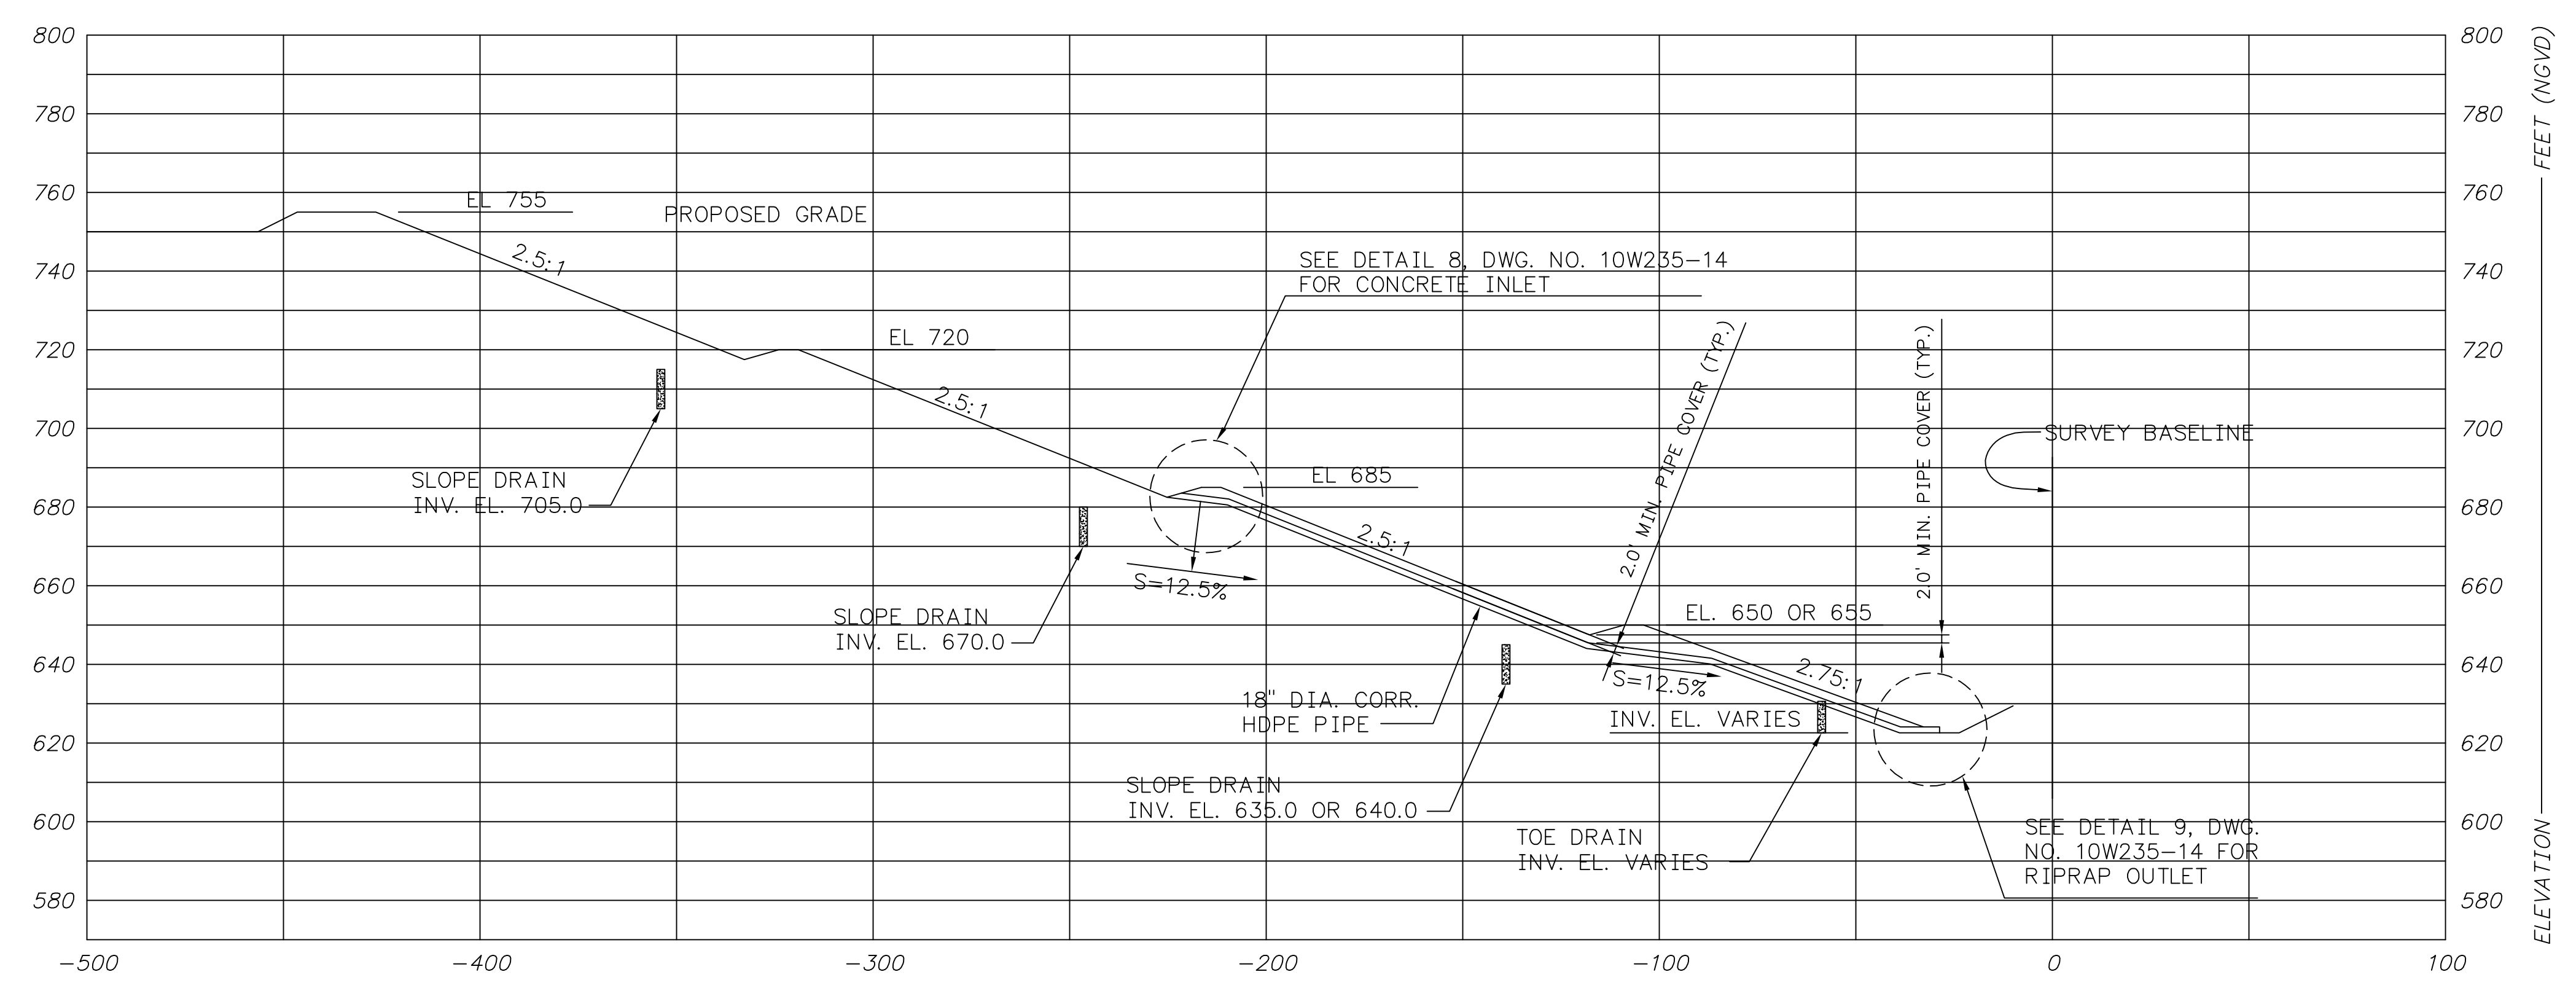 800
780
760
740
720
700
680
660
640
620
600
580
-500
-400
-300
-200
-100
0
100
800
780
760
740
720
700
680
660
640
620
600
580
ELEVATION — FEET (NGVD)
EL 755
PROPOSED GRADE
2.5:1
EL 720
2.5:1
SLOPE DRAIN
INV. EL. 705.0
SEE DETAIL 8, DWG. NO. 10W235-14
FOR CONCRETE INLET
EL 685
2.5:1
S=12.5%
SLOPE DRAIN
INV. EL. 670.0
2.0' MIN. PIPE COVER (TYP.)
2.0' MIN. PIPE COVER (TYP.)
SURVEY BASELINE
EL. 650 OR 655
2.75:1
S=12.5%
18" DIA. CORR.
HDPE PIPE
INV. EL. VARIES
SLOPE DRAIN
INV. EL. 635.0 OR 640.0
TOE DRAIN
INV. EL. VARIES
SEE DETAIL 9, DWG.
NO. 10W235-14 FOR
RIPRAP OUTLET